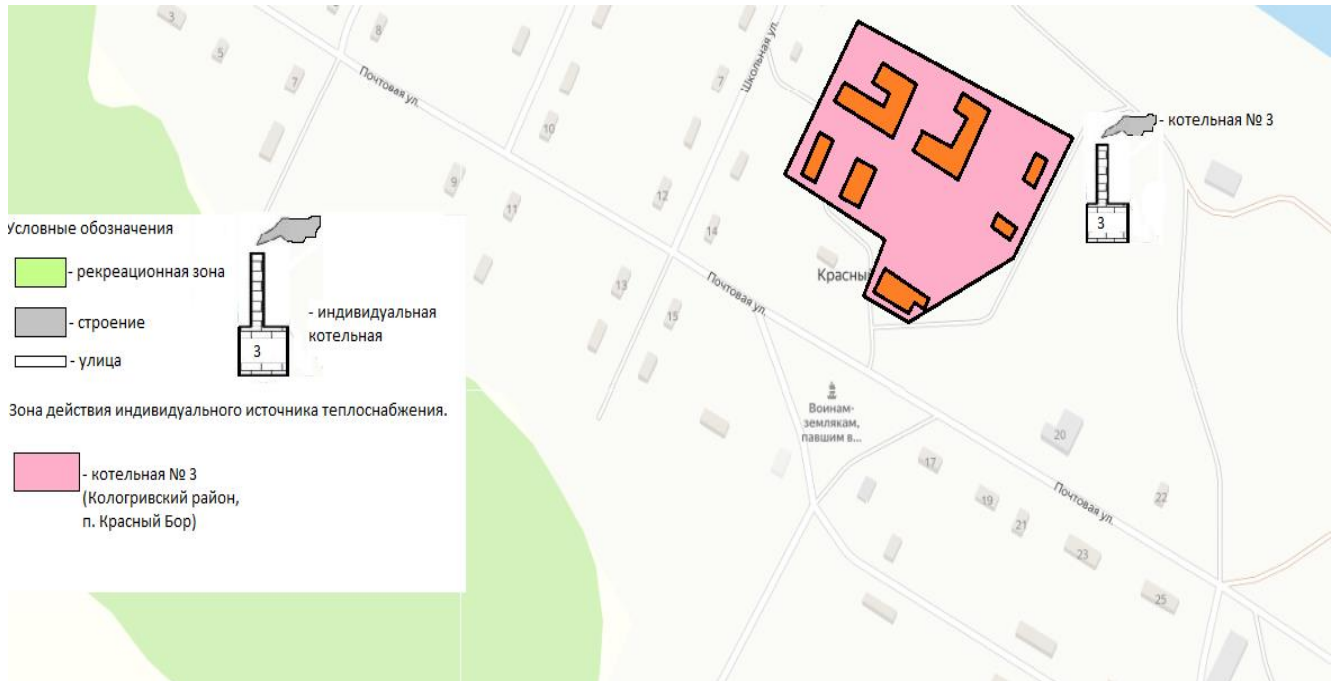 3
8
5
7
Почтовая ул.
7
Школьная ул.
10
9
11
12
14
- котельная № 3
3
Условные обозначения
- рекреационная зона
- строение
- улица
3
- индивидуальная
котельная
Зона действия индивидуального источника теплоснабжения.
- котельная № 3
(Кологривский район,
п. Красный Бор)
13
15
Красный
Почтовая ул.
Воинам-
землякам,
павшим в...
20
17
19
21
22
Почтовая ул.
23
25